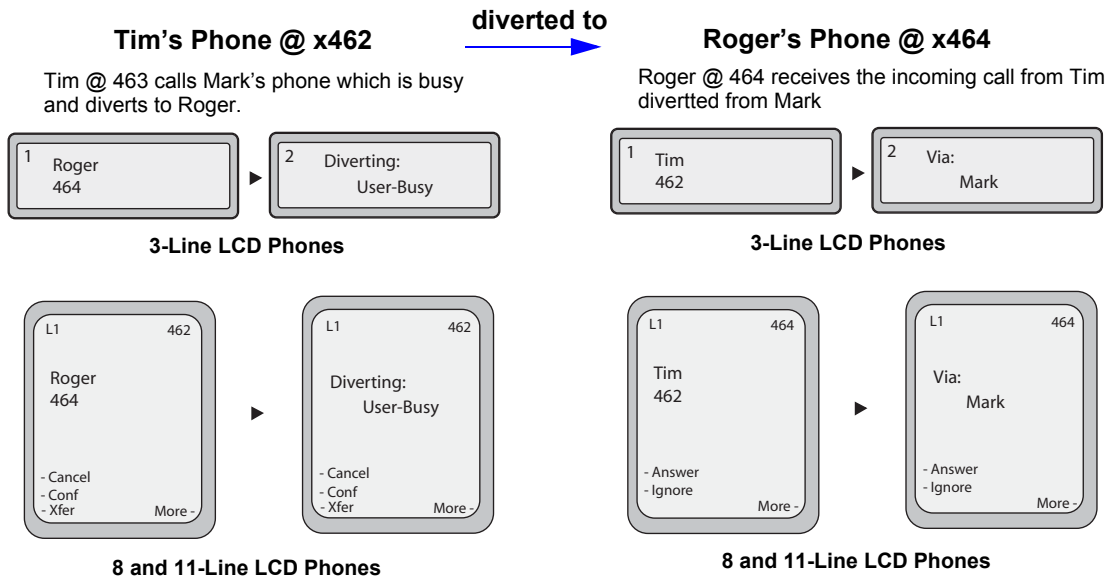 diverted to
Tim's Phone @ x462
Roger's Phone @ x464
Tim @ 463 calls Mark's phone which is busy
and diverts to Roger.
Roger @ 464 receives the incoming call from Tim
divertted from Mark
1
Roger
464
2
Diverting:
User-Busy
3-Line LCD Phones
1
Tim
462
2
Via:
Mark
3-Line LCD Phones
L1 462
Roger
464
- Cancel
- Conf
- Xfer More -
L1 462
Diverting:
User-Busy
- Cancel
- Conf
- Xfer More -
8 and 11-Line LCD Phones
L1 464
Tim
462
- Answer
- Ignore
More -
L1 464
Via:
Mark
- Answer
- Ignore
More -
8 and 11-Line LCD Phones